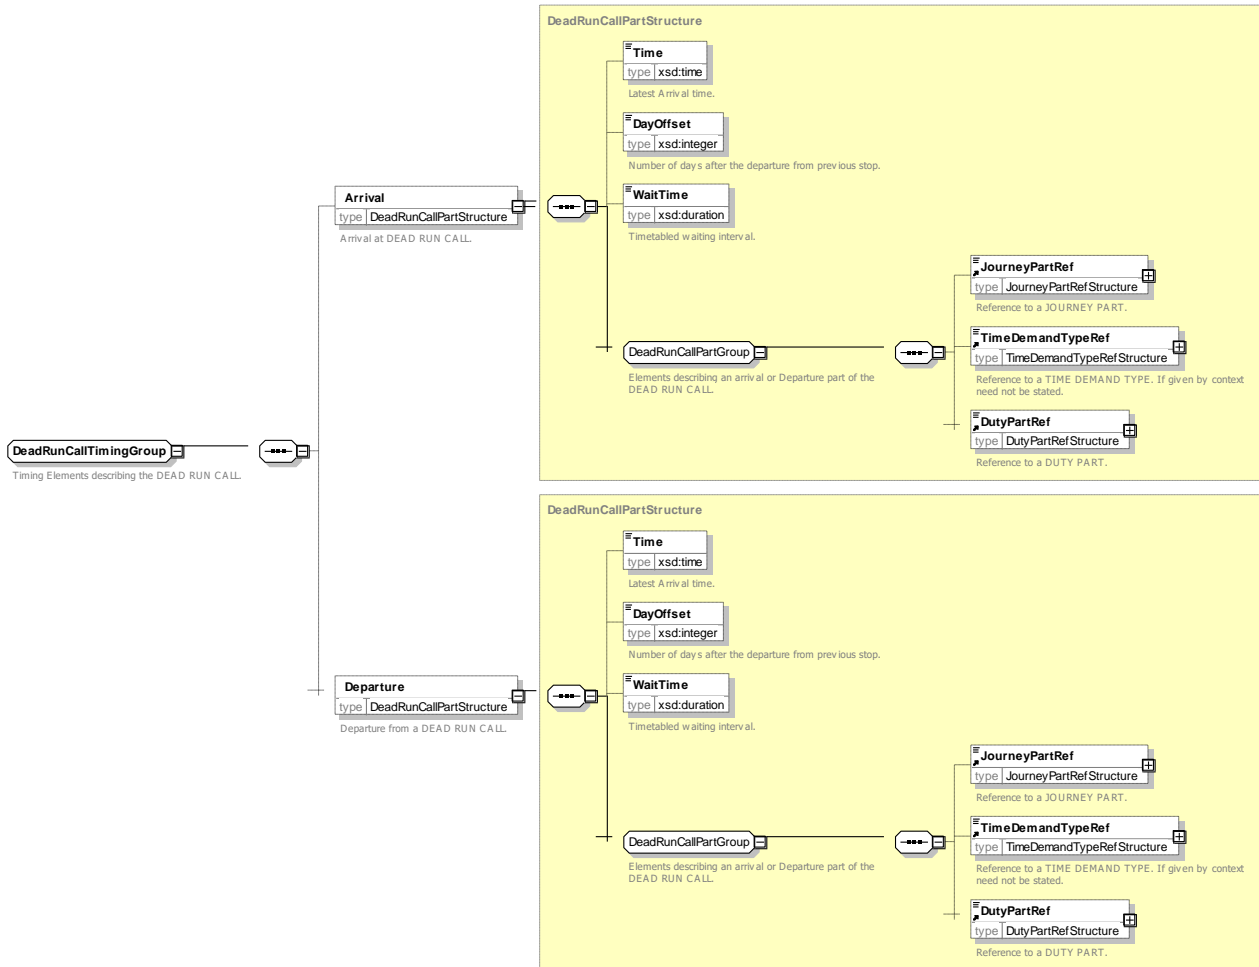 DeadRunCallPartStructure
Time
type xsd:time
Latest Arrival time.
DayOffset
type xsd:integer
Number of days after the departure from previous stop.
WaitTime
type xsd:duration
Timetabled waiting interval.
Arrival
type DeadRunCallPartStructure
Arrival at DEAD RUN CALL.
JourneyPartRef
type JourneyPartRefStructure
Reference to a JOURNEY PART.
TimeDemandTypeRef
type TimeDemandTypeRefStructure
Reference to a TIME DEMAND TYPE. If given by context
need not be stated.
DeadRunCallPartGroup
Elements describing an arrival or Departure part of the
DEAD RUN CALL.
DutyPartRef
type DutyPartRefStructure
Reference to a DUTY PART.
DeadRunCallTimingGroup
Timing Elements describing the DEAD RUN CALL.
DeadRunCallPartStructure
Time
type xsd:time
Latest Arrival time.
DayOffset
type xsd:integer
Number of days after the departure from previous stop.
WaitTime
type xsd:duration
Timetabled waiting interval.
Departure
type DeadRunCallPartStructure
Departure from a DEAD RUN CALL.
JourneyPartRef
type JourneyPartRefStructure
Reference to a JOURNEY PART.
TimeDemandTypeRef
type TimeDemandTypeRefStructure
Reference to a TIME DEMAND TYPE. If given by context
need not be stated.
DeadRunCallPartGroup
Elements describing an arrival or Departure part of the
DEAD RUN CALL.
DutyPartRef
type DutyPartRefStructure
Reference to a DUTY PART.